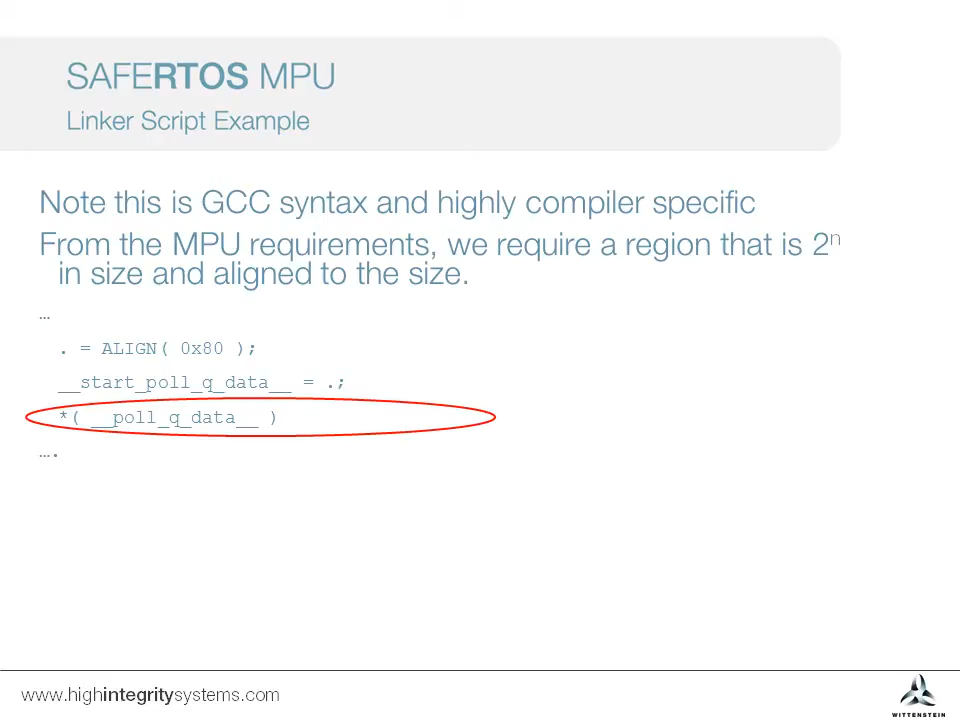 SAFERTOS MPU
Linker Script Example
Note this is GCC syntax and highly compiler specific
From the MPU requirements, we require a region that is 2ⁿ
in size and aligned to the size.
…
. = ALIGN( 0x80 );
__start_poll_q_data__ = .;
*( __poll_q_data__ )
….
www.highintegritysystems.com
WITTENSTEIN